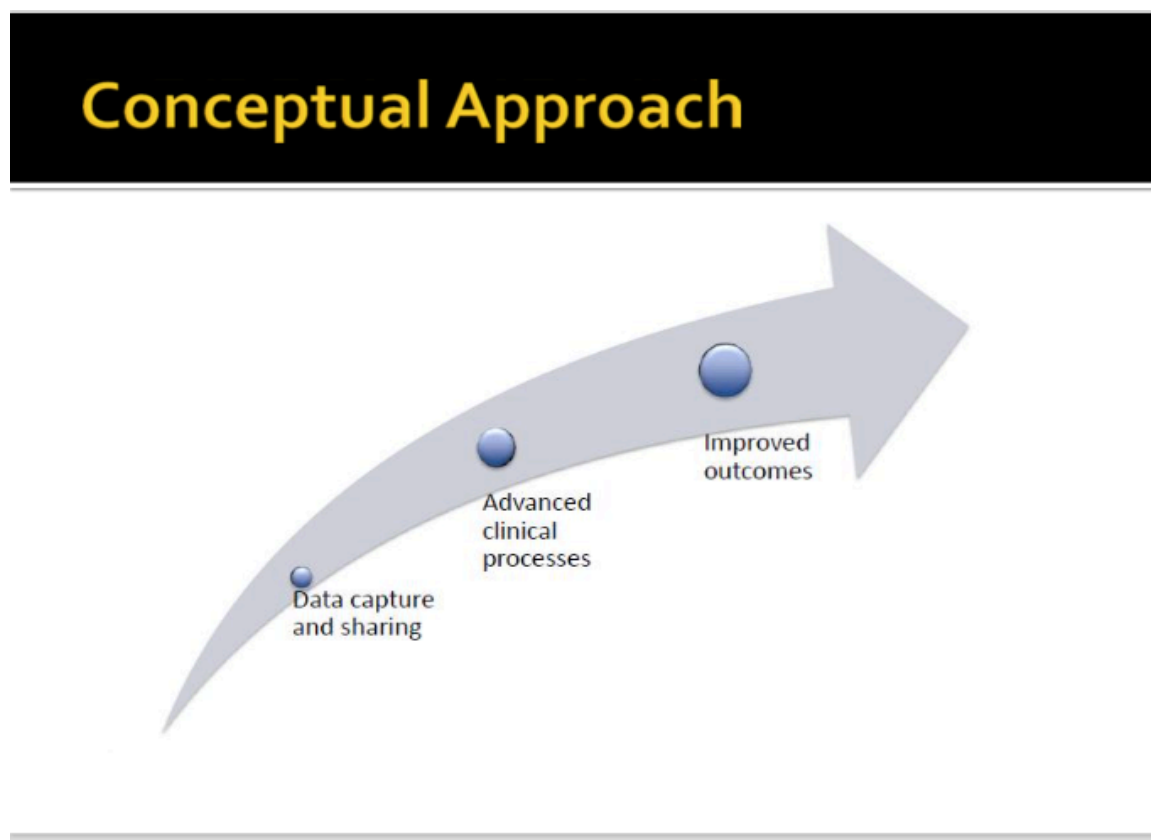 Conceptual Approach
Improved
outcomes
Advanced
clinical
processes
Data capture
and sharing